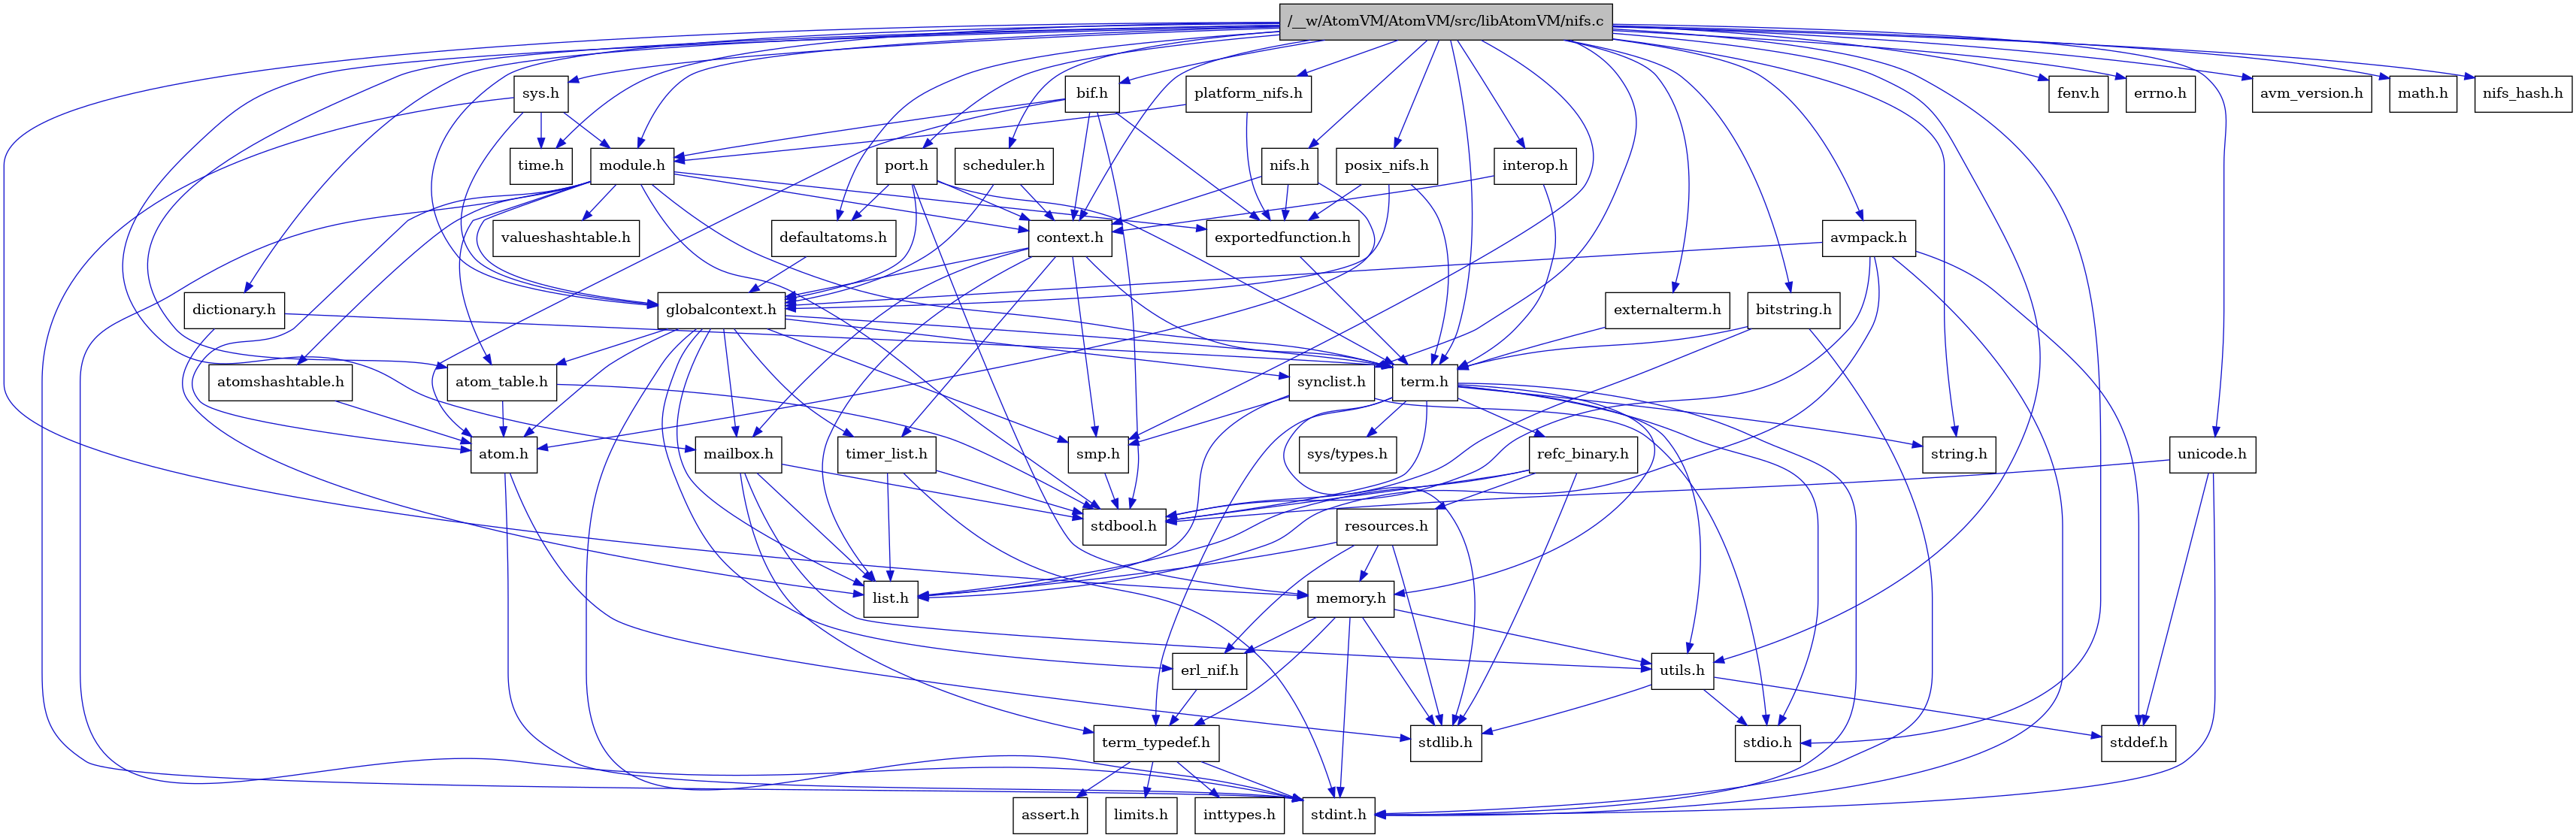 /__w/AtomVM/AtomVM/src/libAtomVM/nifs.c
sys.h
bif.h
platform_nifs.h
fenv.h
errno.h
avm_version.h
math.h
nifs_hash.h
time.h
module.h
port.h
scheduler.h
nifs.h
posix_nifs.h
interop.h
valueshashtable.h
defaultatoms.h
context.h
exportedfunction.h
avmpack.h
dictionary.h
globalcontext.h
externalterm.h
bitstring.h
atomshashtable.h
atom_table.h
synclist.h
term.h
atom.h
mailbox.h
timer_list.h
smp.h
sys/types.h
refc_binary.h
string.h
unicode.h
stdbool.h
resources.h
list.h
memory.h
erl_nif.h
utils.h
term_typedef.h
stdlib.h
stdio.h
stddef.h
assert.h
limits.h
inttypes.h
stdint.h